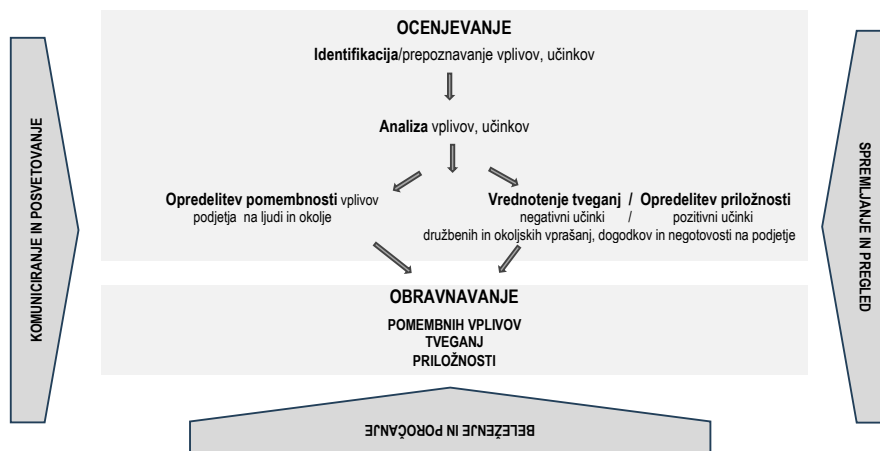 OCENJEVANJE
Identifikacija/prepoznavanje vplivov, učinkov
Analiza vplivov, učinkov
Opredelitev pomembnosti vplivov
podjetja na ljudi in okolje
Vrednotenje tveganj / Opredelitev priložnosti
negativni učinki / pozitivni učinki
družbenih in okoljskih vprašanj, dogodkov in negotovosti na podjetje
OBRAVNAVANJE
POMEMBNIH VPLIVOV
TVEGANJ
PRILOŽNOSTI
KOMUNICIRANJE IN POSVETOVANJE
SPREMLJANJE IN PREGLED
BELEŽENJE IN POROČANJE